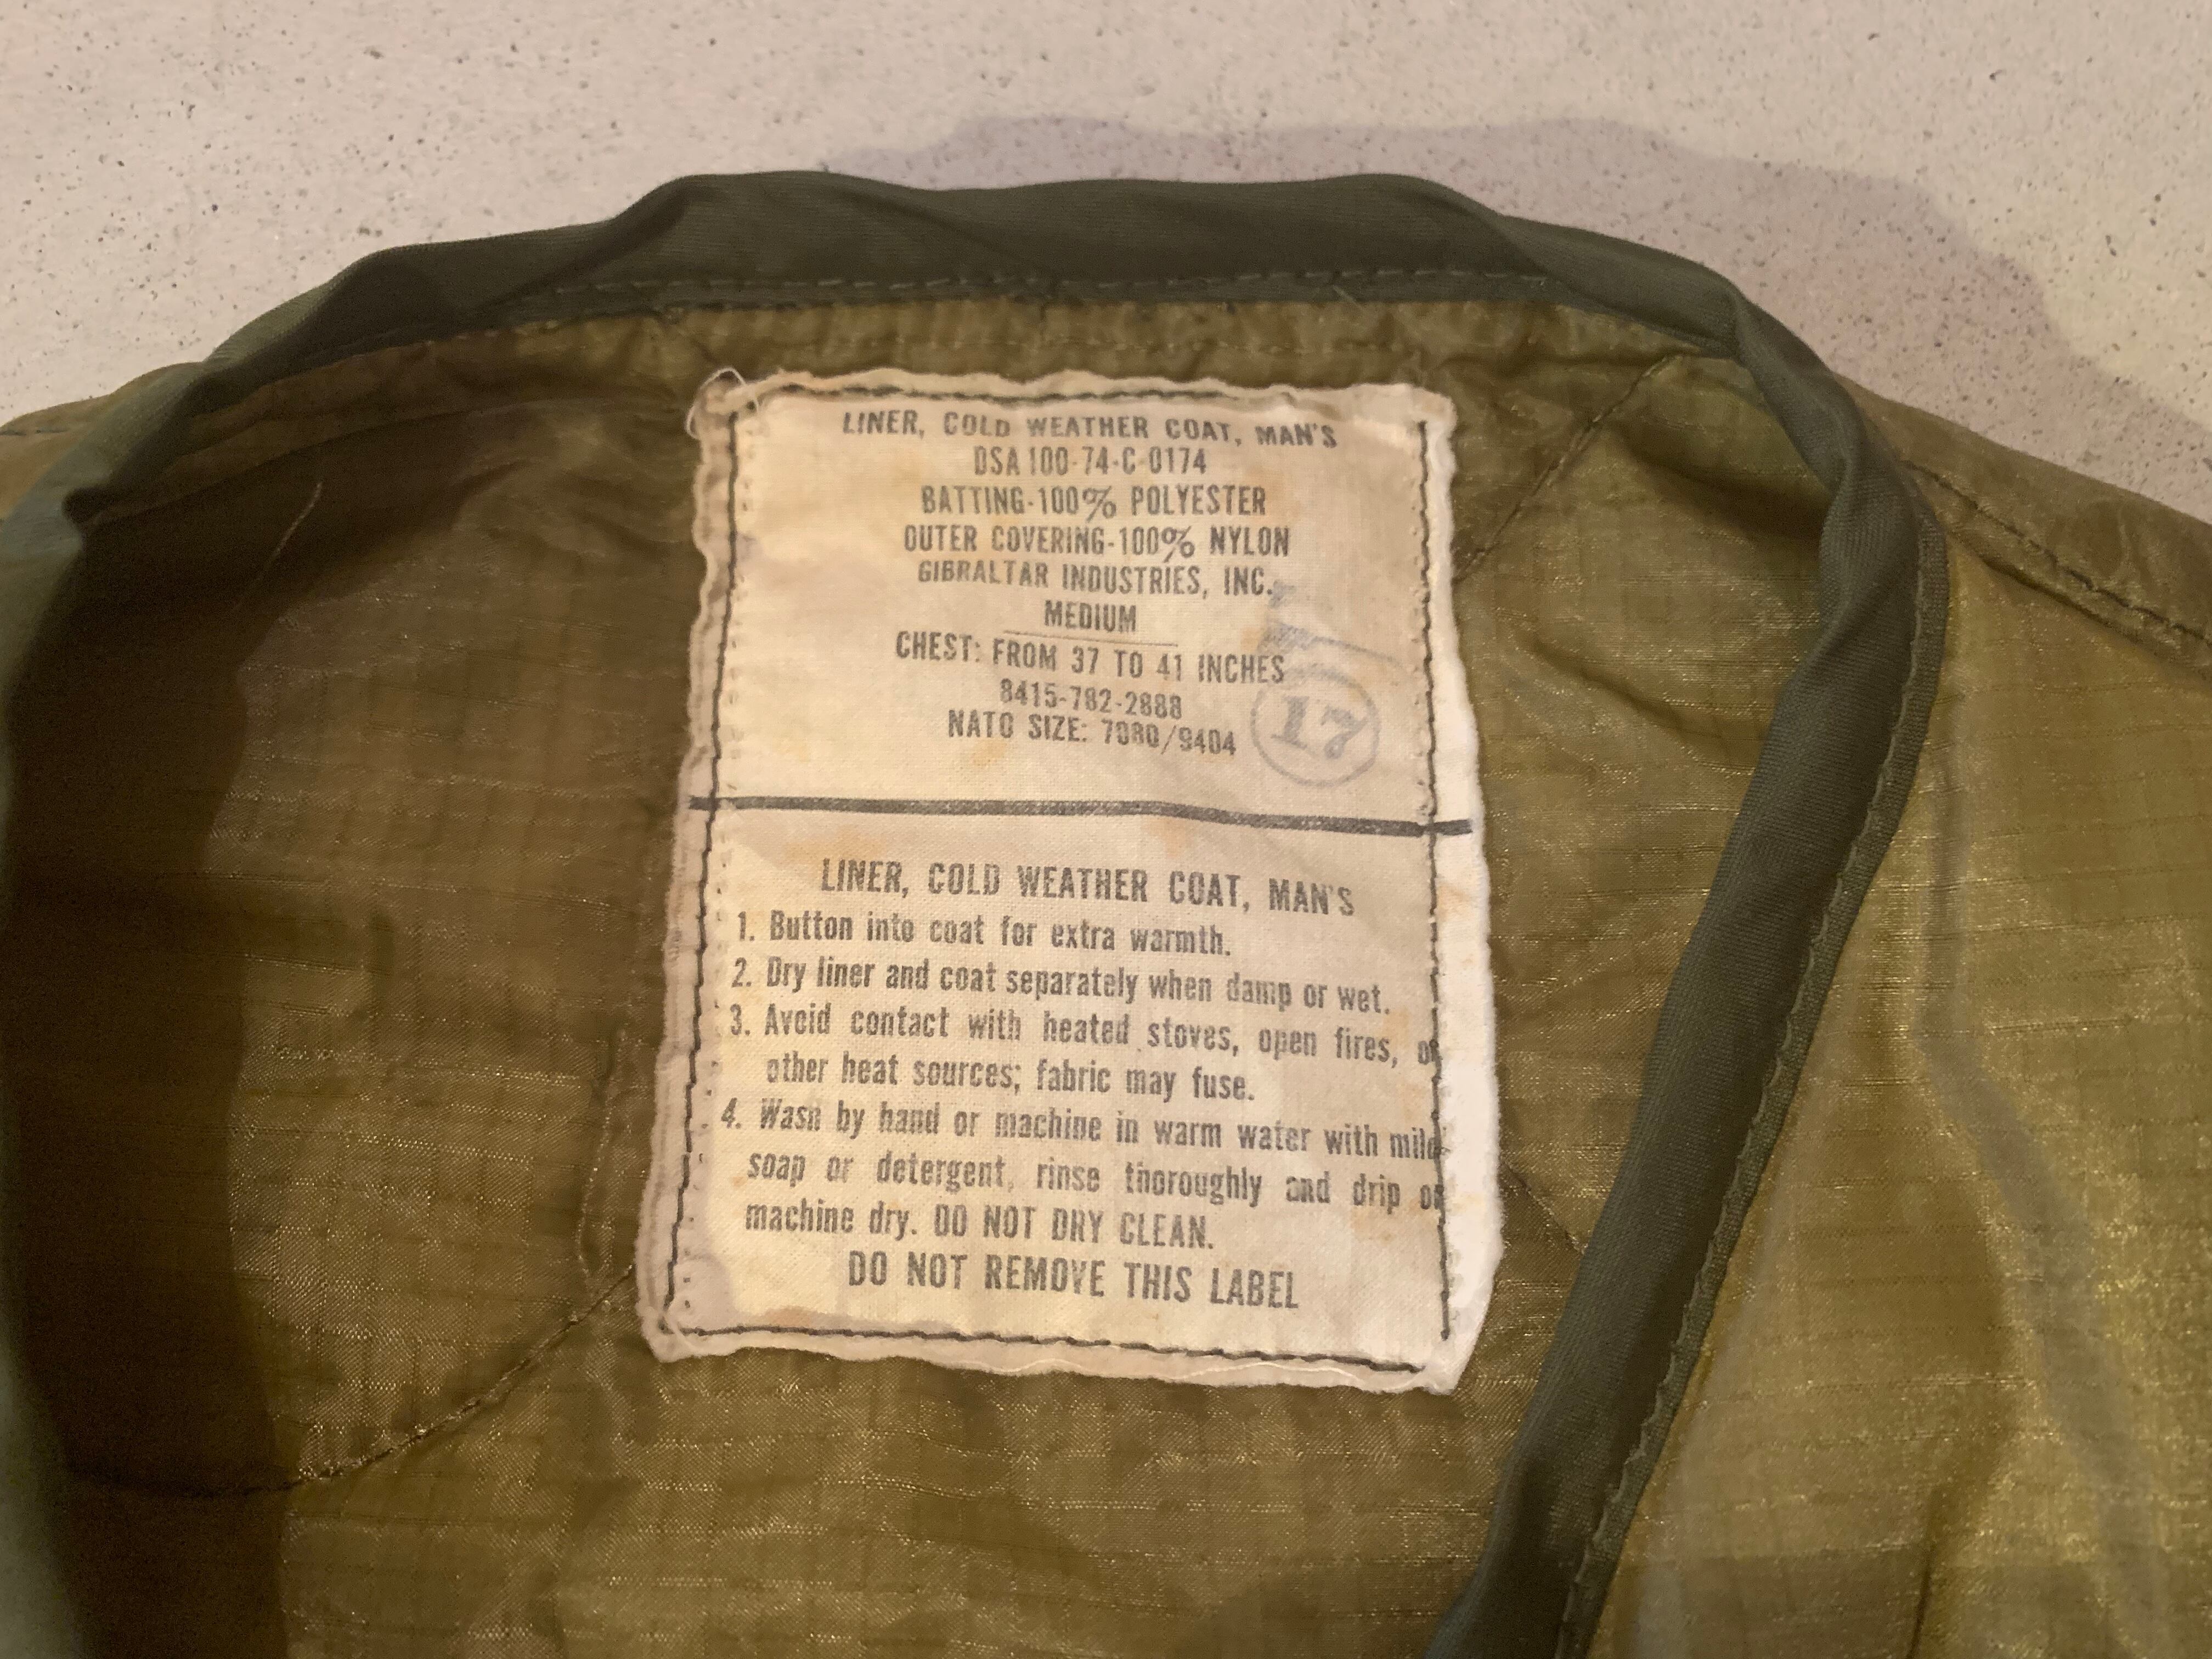 LINER, COLD WEATHER COAT, MAN'S
DSA 100-74-C-0174
BATTING-100% POLYESTER
OUTER COVERING-100% NYLON
GIBRALTAR INDUSTRIES, INC.
MEDIUM
CHEST: FROM 37 TO 41 INCHES
8415-782-2888
NATO SIZE: 7080/9404
17
LINER, COLD WEATHER COAT, MAN'S
1. Button into coat for extra warmth.
2. Dry liner and coat separately when damp or wet.
3. Avoid contact with heated stoves, open fires, or
other heat sources; fabric may fuse.
4. Wash by hand or machine in warm water with mild
soap or detergent, rinse thoroughly and drip or
machine dry. DO NOT DRY CLEAN.
DO NOT REMOVE THIS LABEL